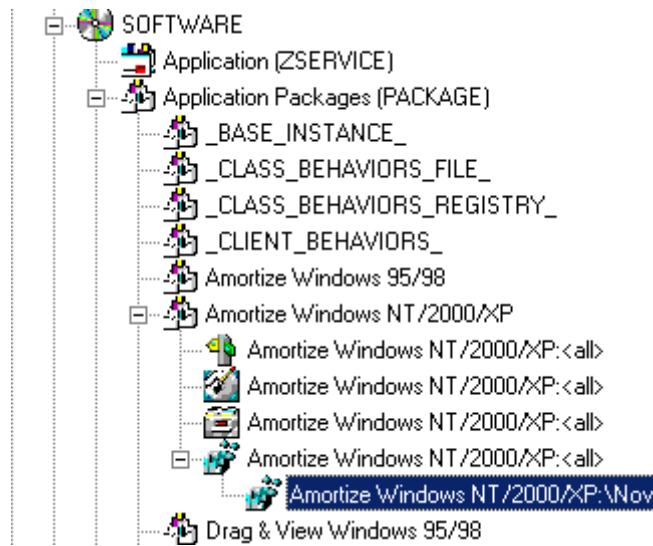 SOFTWARE
Application (ZSERVICE)
Application Packages (PACKAGE)
_BASE_INSTANCE_
_CLASS_BEHAVIORS_FILE_
_CLASS_BEHAVIORS_REGISTRY_
_CLIENT_BEHAVIORS_
Amortize Windows 95/98
Amortize Windows NT/2000/XP
Amortize Windows NT/2000/XP:<all>
Amortize Windows NT/2000/XP:<all>
Amortize Windows NT/2000/XP:<all>
Amortize Windows NT/2000/XP:<all>
Amortize Windows NT/2000/XP:\Nov
Drag & View Windows 95/98